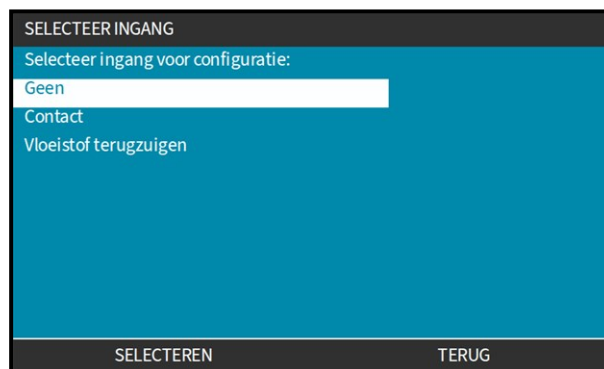 SELECTEER INGANG
Selecteer ingang voor configuratie:
Geen
Contact
Vloeistof terugzuigen
SELECTEREN TERUG